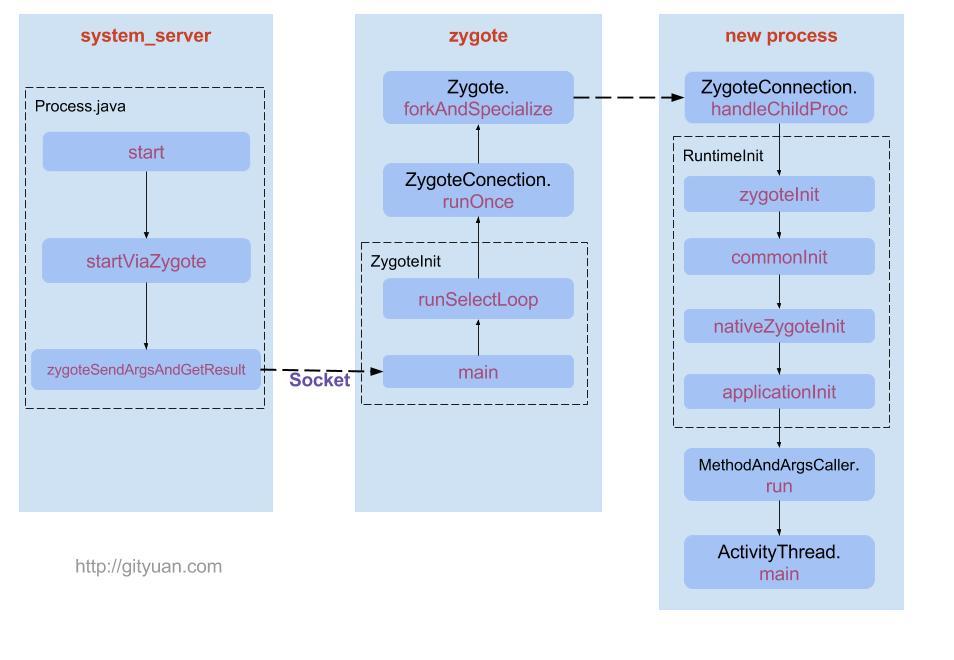 system_server
Process.java
start
startViaZygote
zygoteSendArgsAndGetResult
Socket
zygote
Zygote.
forkAndSpecialize
ZygoteConection.
runOnce
ZygoteInit
runSelectLoop
main
new process
ZygoteConnection.
handleChildProc
RuntimeInit
zygoteInit
commonInit
nativeZygoteInit
applicationInit
MethodAndArgsCaller.
run
ActivityThread.
main
http://gityuan.com